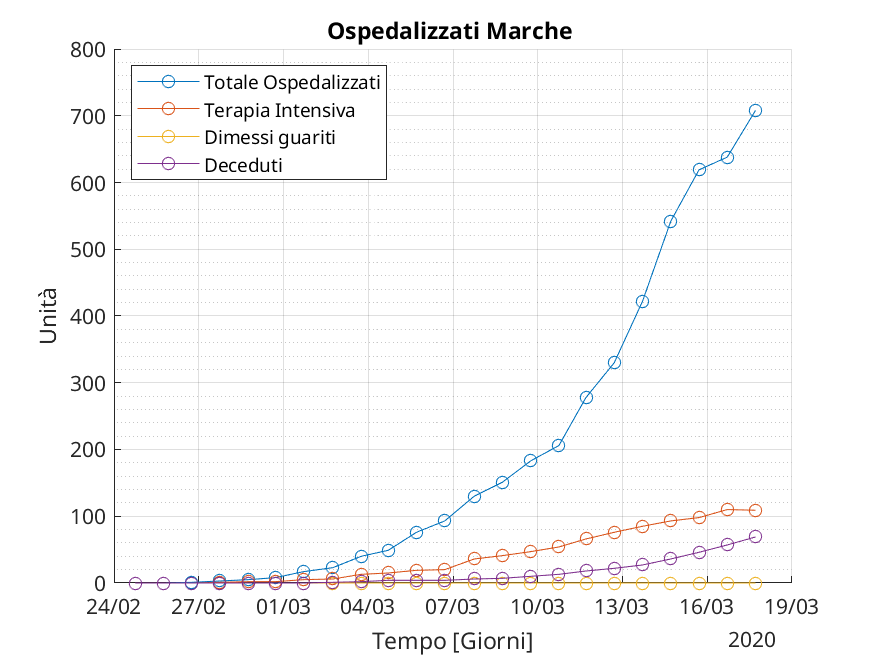 Ospedalizzati Marche
Totale Ospedalizzati
Terapia Intensiva
Dimessi guariti
Deceduti
800
700
600
500
400
300
200
100
0
Unità
24/02 27/02 01/03 04/03 07/03 10/03 13/03 16/03 19/03
Tempo [Giorni]
2020